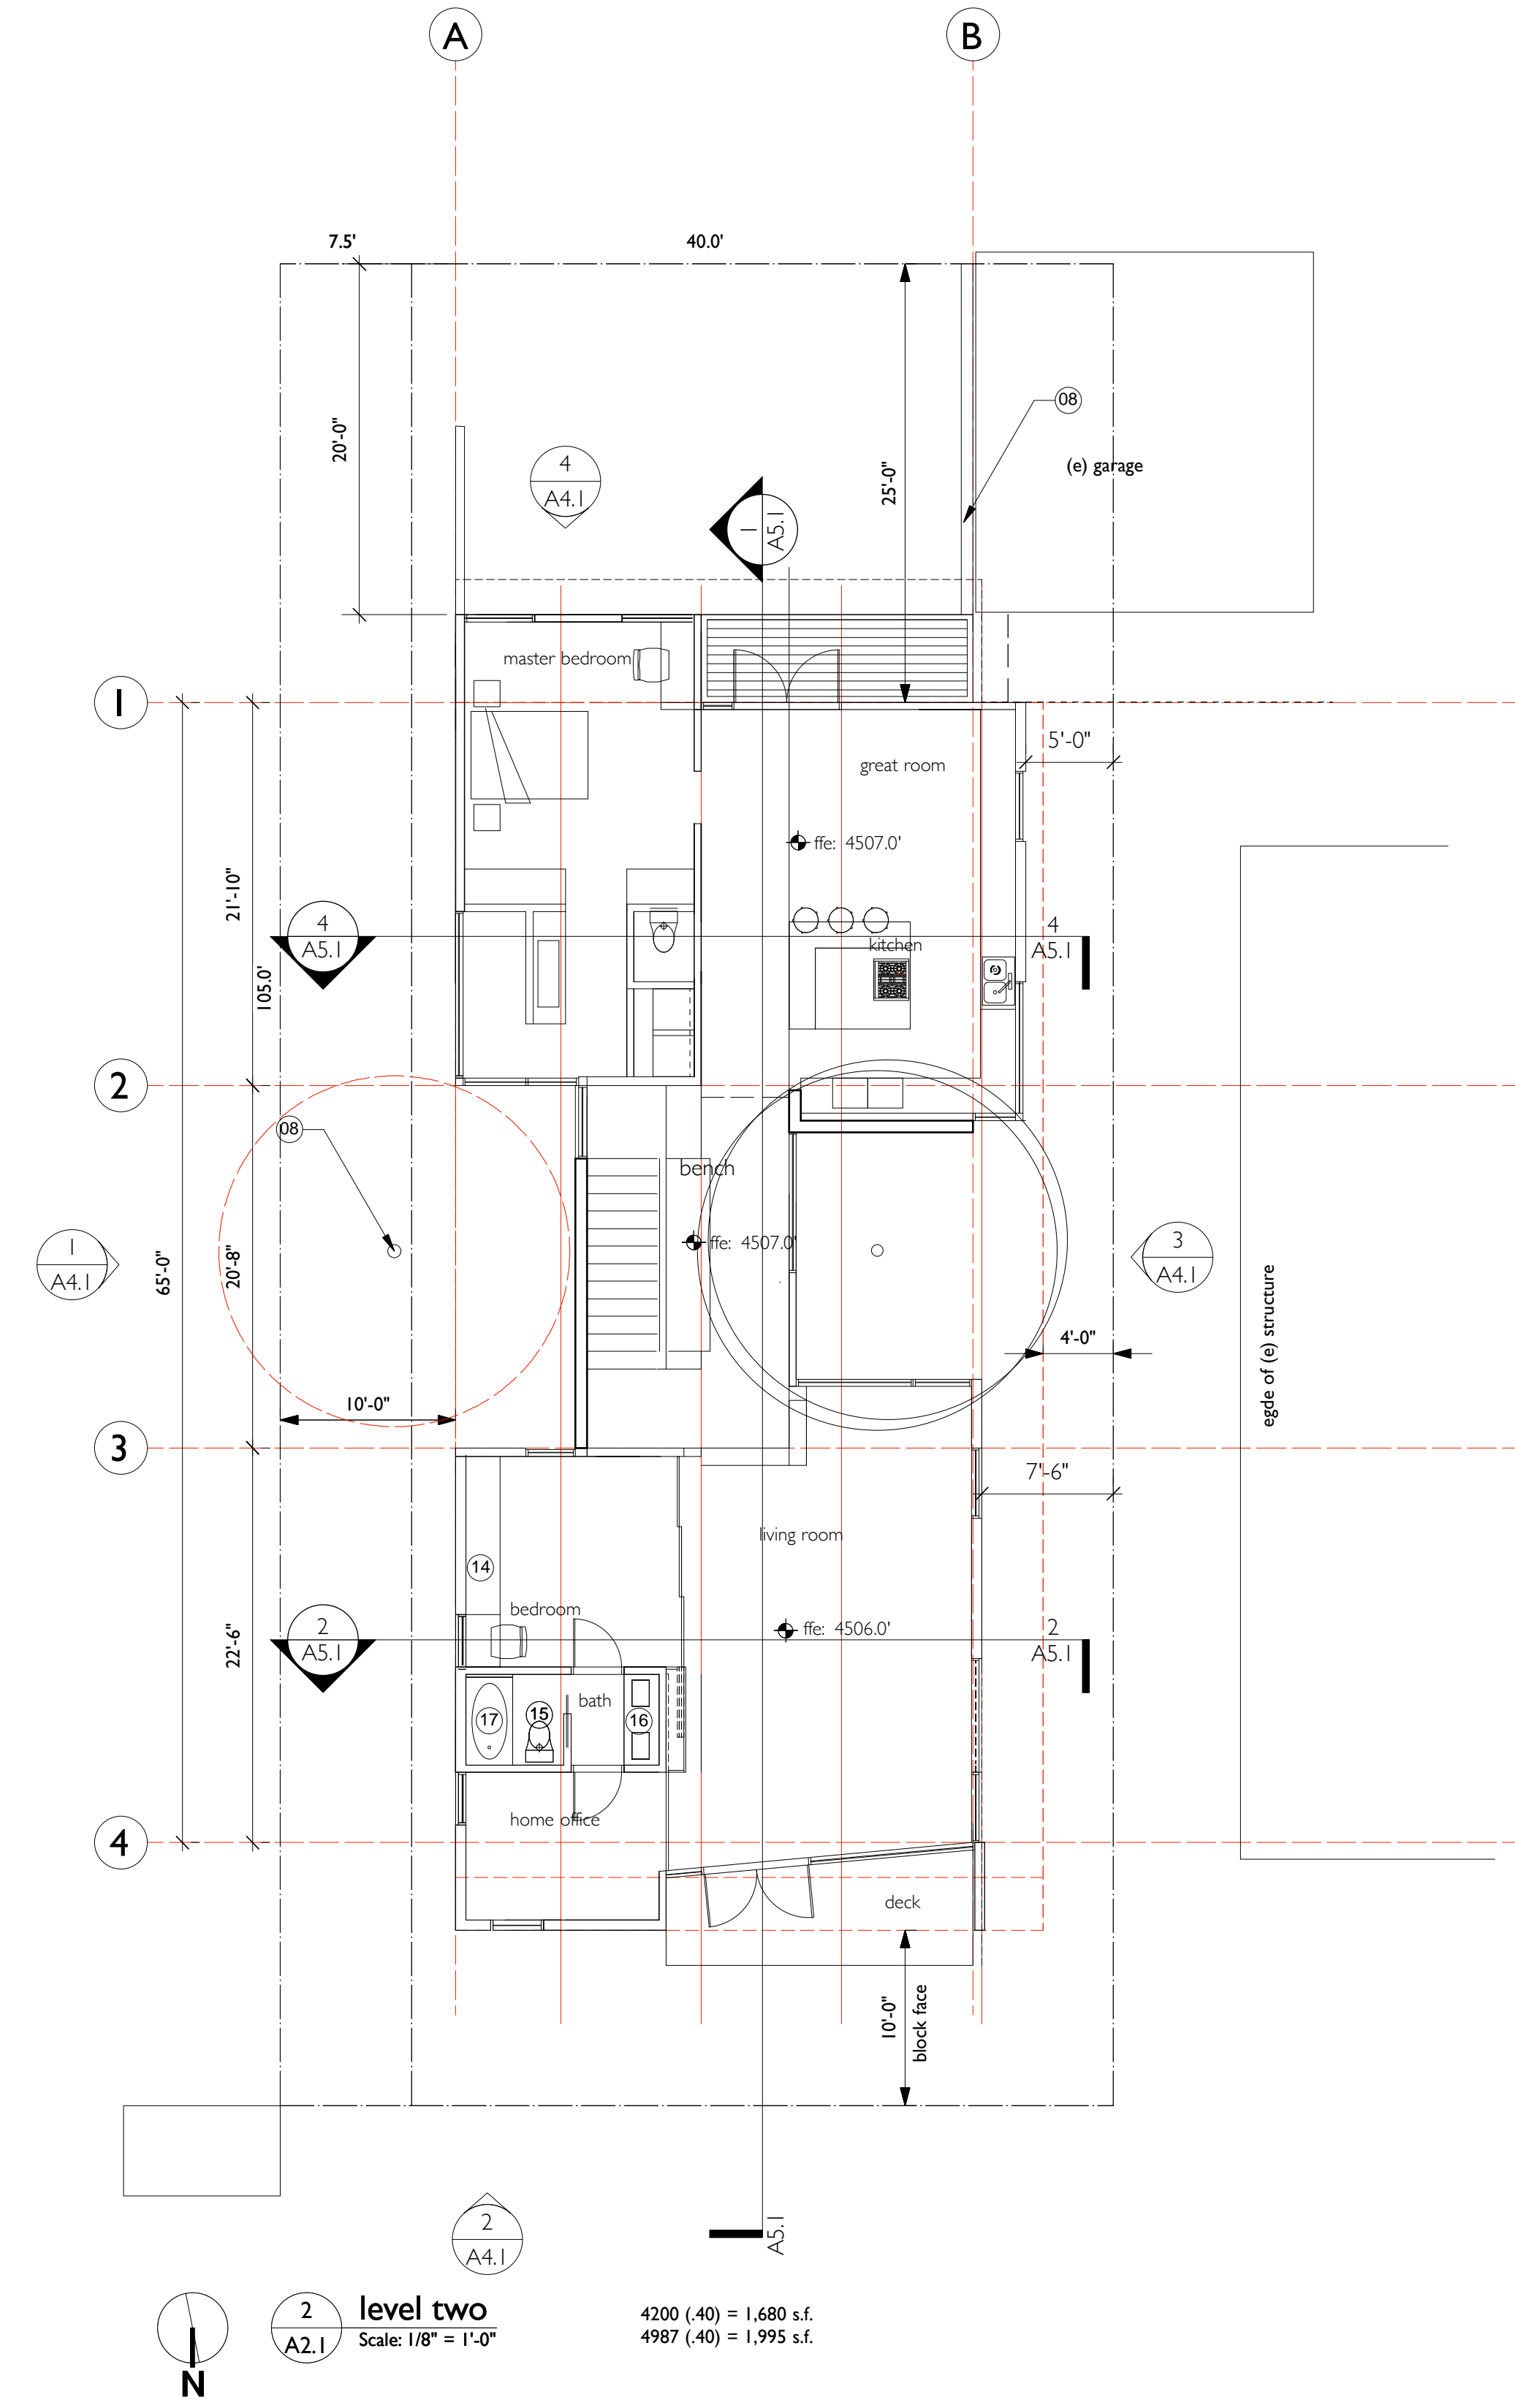 A
B
7.5'
40.0'
20'-0"
25'-0"
08
(e) garage
4
A4.1
1
A5.1
master bedroom
1
great room
5'-0"
ffe: 4507.0'
21'-10"
4
A5.1
kitchen
4
A5.1
105.0'
2
08
bench
ffe: 4507.0'
1
A4.1
65'-0"
20'-8"
3
A4.1
egde of (e) structure
4'-0"
10'-0"
3
7'-6"
living room
14
bedroom
22'-6"
2
A5.1
ffe: 4506.0'
2
A5.1
bath
17
15
16
home office
4
deck
10'-0"
block face
2
A4.1
A5.1
2
A2.1
level two
Scale: 1/8" = 1'-0"
4200 (.40) = 1,680 s.f.
4987 (.40) = 1,995 s.f.
N